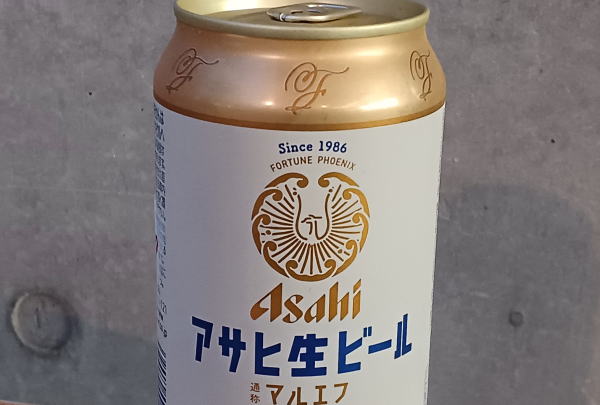 F F F
Since 1986
FORTUNE PHOENIX
Asahi
アサヒ生ビール
通称 マルエフ